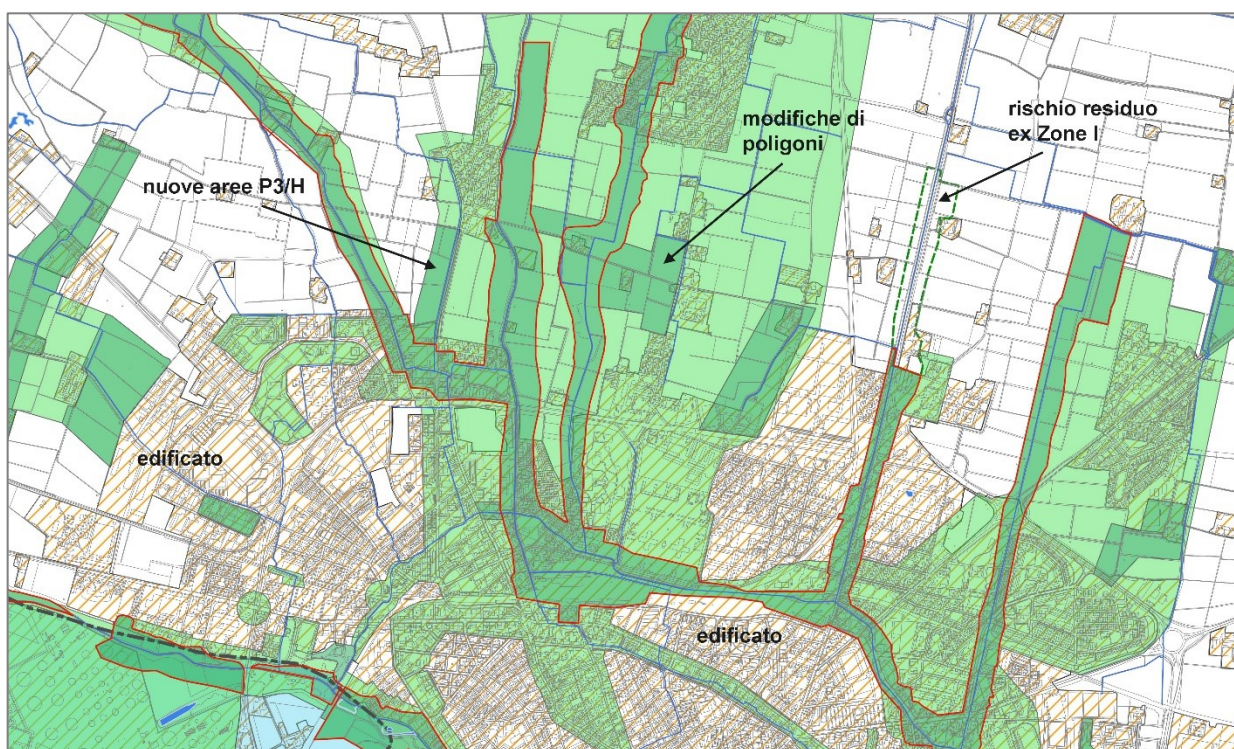 rischio residuo
ex Zone I
modifiche di
poligoni
nuove aree P3/H
edificato
edificato